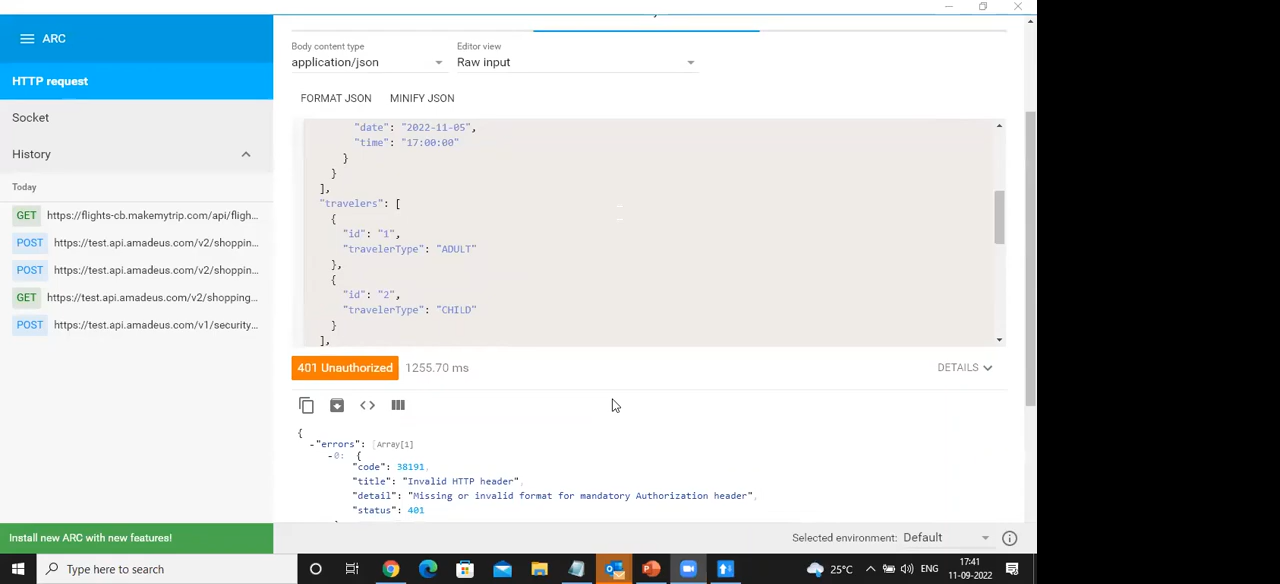 ARC
HTTP request
Socket
History
Today
GET https://flights-cb.makemytrip.com/api/fligh...
POST https://test.api.amadeus.com/v2/shoppin...
POST https://test.api.amadeus.com/v2/shoppin...
GET https://test.api.amadeus.com/v2/shopping...
POST https://test.api.amadeus.com/v1/security...
Install new ARC with new features!
Body content type
application/json
Editor view
Raw input
FORMAT JSON MINIFY JSON
"date": "2022-11-05",
"time": "17:00:00"
}
}
],
"travelers": [
{
"id": "1",
"travelerType": "ADULT"
},
{
"id": "2",
"travelerType": "CHILD"
}
],
401 Unauthorized 1255.70 ms DETAILS
{
-"errors": [Array[1]
-0: {
"code": 38191,
"title": "Invalid HTTP header",
"detail": "Missing or invalid format for mandatory Authorization header",
"status": 401
Selected environment: Default
Type here to search
25°C ENG
17:41
11-09-2022